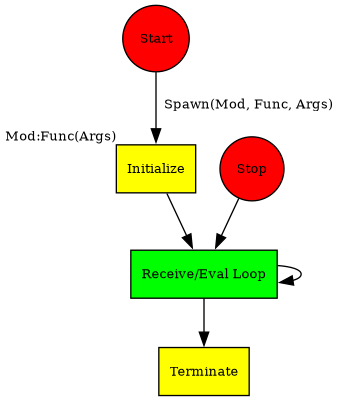 Start
Spawn(Mod, Func, Args)
Mod:Func(Args)
Initialize
Stop
Receive/Eval Loop
Terminate